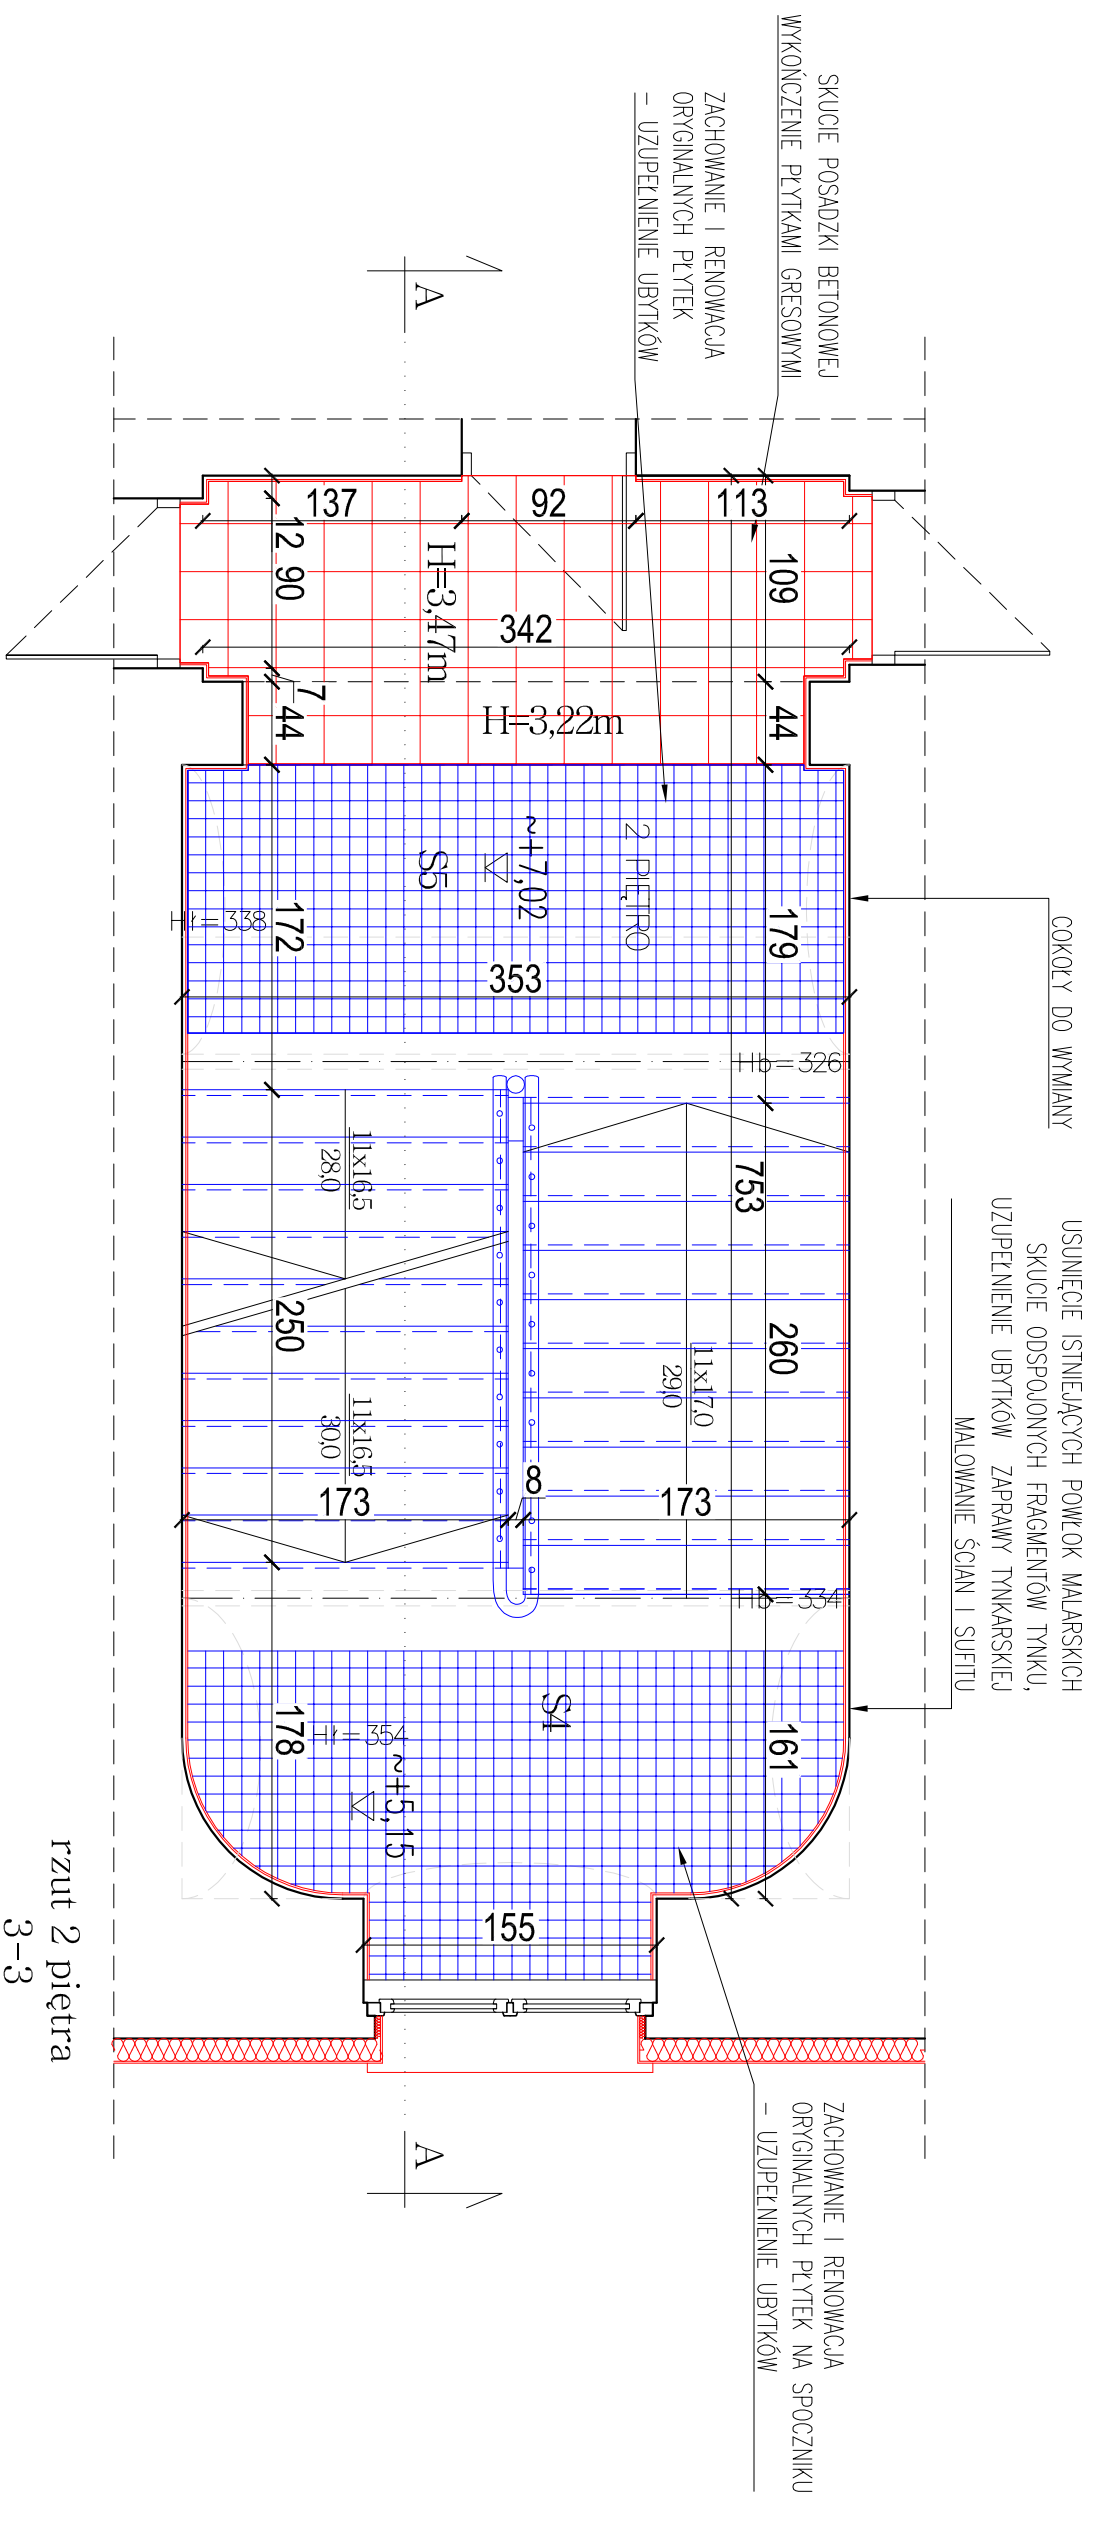 SKUCIE POSADZKI BETONOWEJ
WYKOŃCZENIE PŁYTKAMI GRESOWYMI
ZACHOWANIE I RENOWACJA
ORYGINALNYCH PŁYTEK
- UZUPEŁNIENIE UBYTKÓW
COKOŁY DO WYMIANY
USUNIĘCIE ISTNIEJĄCYCH POWŁOK MALARSKICH
SKUCIE ODSPOJONYCH FRAGMENTÓW TYNKU,
UZUPEŁNIENIE UBYTKÓW ZAPRAWY TYNKARSKIEJ
MALOWANIE ŚCIAN I SUFITU
ZACHOWANIE I RENOWACJA
ORYGINALNYCH PŁYTEK NA SPOCZNIKU
- UZUPEŁNIENIE UBYTKÓW
A
137
92
113
12
90
109
H=3,47m
342
7
44
H=3,22m
44
2 PIĘTRO
~+7,02
S5
Hł=338
172
179
353
Hb=326
11x16,5
28,0
753
250
260
11x17,0
29,0
11x16,5
30,0
173
8
173
Hb=334
S4
178
Hł=354
161
~+5,15
155
A
rzut 2 piętra
3-3